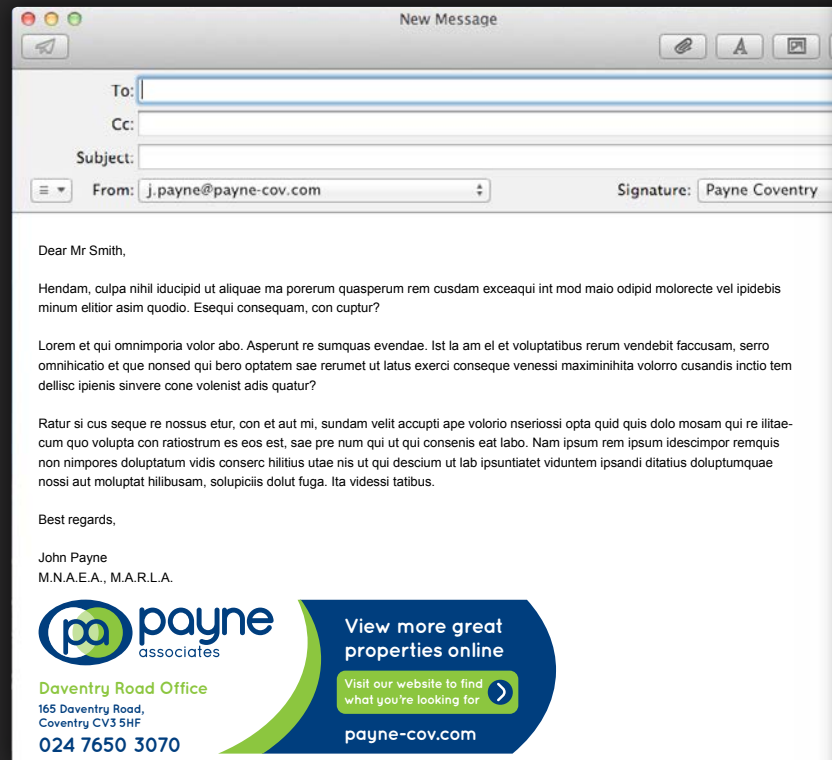 New Message
To:
Cc:
Subject:
From: j.payne@payne-cov.com
Signature: Payne Coventry
Dear Mr Smith,
Hendam, culpa nihil iducipid ut aliquae ma porerum quasperum rem cusdam exceaqui int mod maio odipid molorecte vel ipidebis
minum elitior asim quodio. Esequi consequam, con cuptur?
Lorem et qui omnimporia volor abo. Asperunt re sumquas evendae. Ist la am el et voluptatibus rerum vendebit faccusam, serro
omnihicatio et que nonsed qui bero optatem sae rerumet ut latus exerci conseque venessi maximinihita volorro cusandis inctio tem
dellisc ipienis sinvere cone volenist adis quatur?
Ratur si cus seque re nossus etur, con et aut mi, sundam velit accupti ape volorio nseriossi opta quid quis dolo mosam qui re ilitae-
cum quo volupta con ratiostrum es eos est, sae pre num qui ut qui consenis eat labo. Nam ipsum rem ipsum idescimpor remquis
non nimpores doluptatum vidis conserc hilitius utae nis ut qui descium ut lab ipsuntiatet viduntem ipsandi ditatius doluptumquae
nossi aut moluptat hilibusam, solupiciis dolut fuga. Ita videssi tatibus.
Best regards,
John Payne
M.N.A.E.A., M.A.R.L.A.
pa payne
associates
Daventry Road Office
165 Daventry Road,
Coventry CV3 5HF
024 7650 3070
View more great
properties online
Visit our website to find
what you're looking for
payne-cov.com